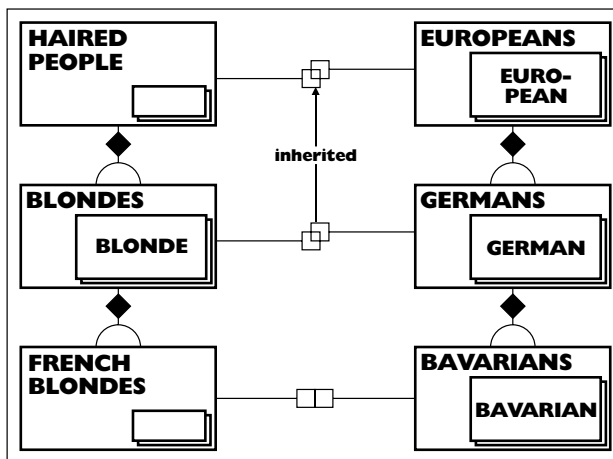 HAIRED
PEOPLE
EUROPEANS
EURO-
PEAN
inherited
BLONDES
BLONDE
GERMANS
GERMAN
FRENCH
BLONDES
BAVARIANS
BAVARIAN